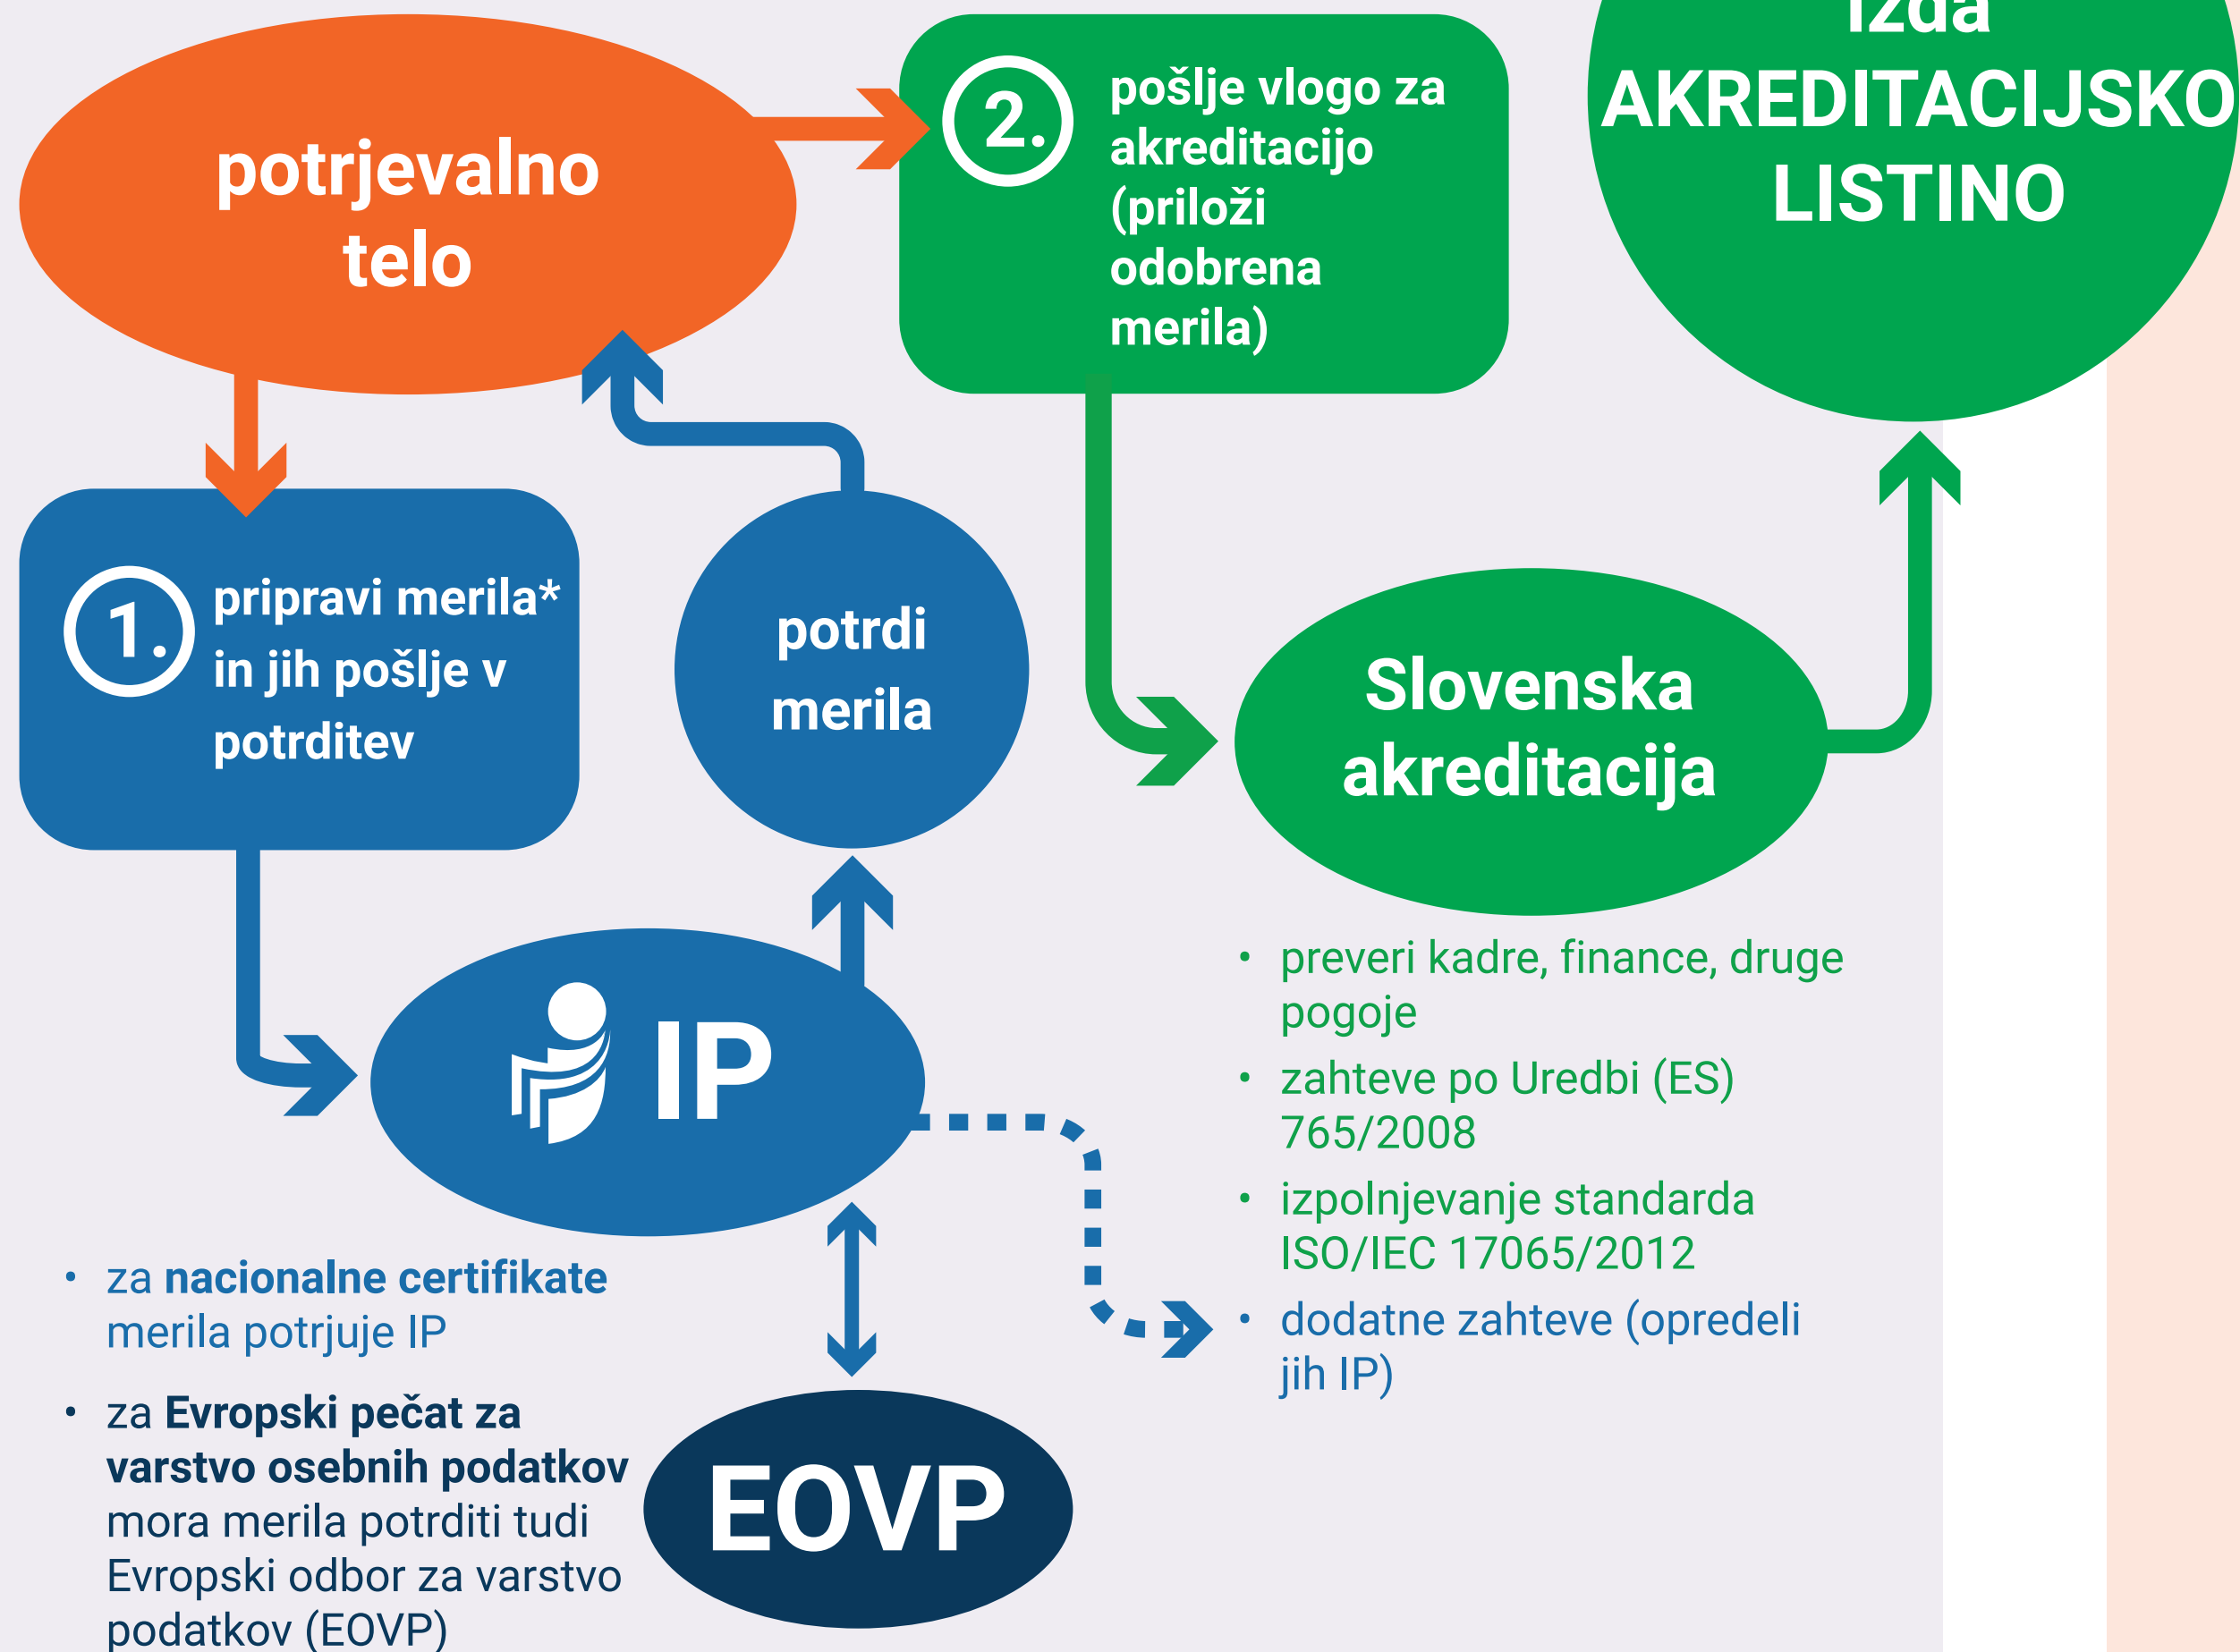 potrjevalno
telo
2.
pošlje vlogo za
akreditacijo
(priloži
odobrena
merila)
izda
AKREDITACIJSKO
LISTINO
1.
pripravi merila*
in jih pošlje v
potrditev
potrdi
merila
Slovenska
akreditacija
IP
• preveri kadre, finance, druge
pogoje
• zahteve po Uredbi (ES)
765/2008
• izpolnjevanje standarda
ISO/IEC 17065/2012
• dodatne zahteve (opredeli
jih IP)
• za nacionalne certifikate
merila potrjuje IP
• za Evropski pečat za
varstvo osebnih podatkov
mora merila potrditi tudi
Evropski odbor za varstvo
podatkov (EOVP)
EOVP